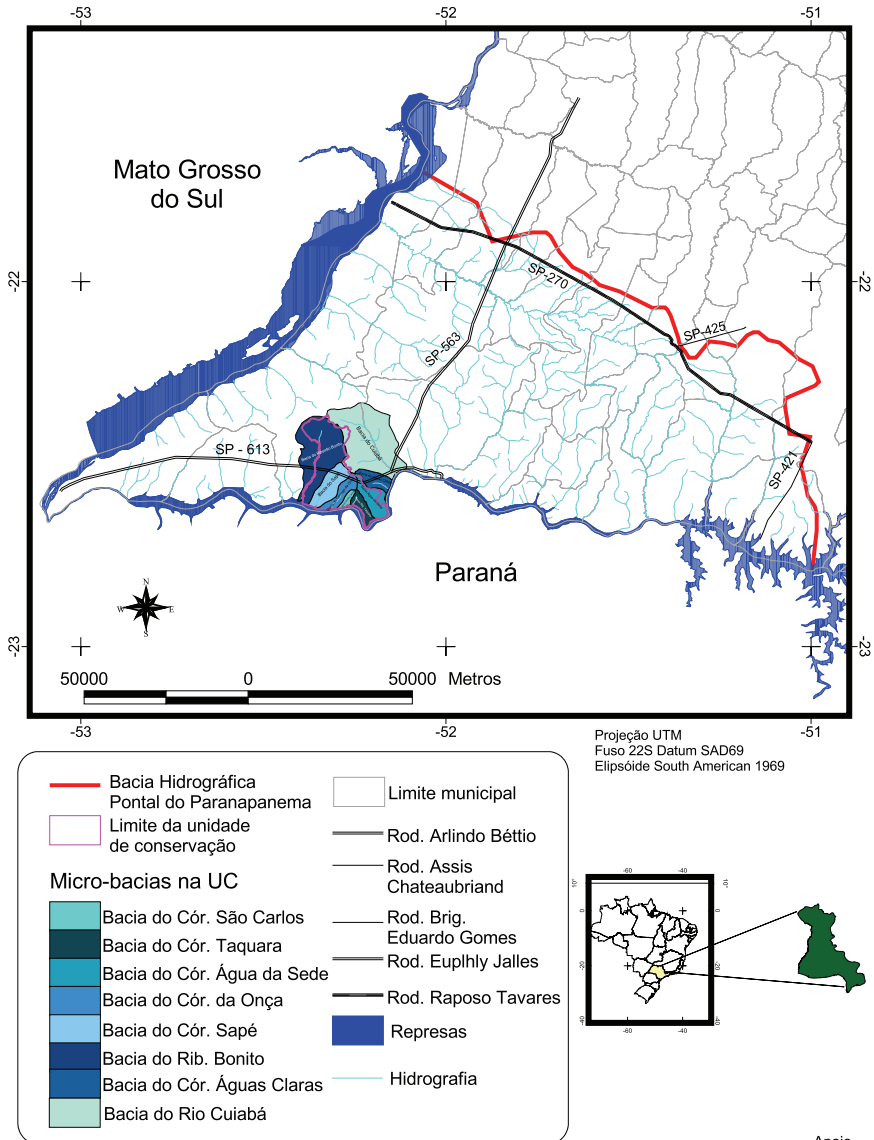 -53
-52
-51
Mato Grosso
do Sul
-22
-22
SP-270
SP-425
SP-563
Bacia do Cuiabá
SP - 613
SP-421
Paraná
N
W
E
S
-23
-23
50000
0
50000 Metros
-53
-52
-51
Projeção UTM
Fuso 22S Datum SAD69
Elipsóide South American 1969
Bacia Hidrográfica
Pontal do Paranapanema
Limite da unidade
de conservação
Micro-bacias na UC
Bacia do Cór. São Carlos
Bacia do Cór. Taquara
Bacia do Cór. Água da Sede
Bacia do Cór. da Onça
Bacia do Cór. Sapé
Bacia do Rib. Bonito
Bacia do Cór. Águas Claras
Bacia do Rio Cuiabá
Limite municipal
Rod. Arlindo Béttio
Rod. Assis
Chateaubriand
Rod. Brig.
Eduardo Gomes
Rod. Euplhly Jalles
Rod. Raposo Tavares
Represas
Hidrografia
-60
-40
10°
10°
0
0
-20
-20
-40
-40
-60
-40